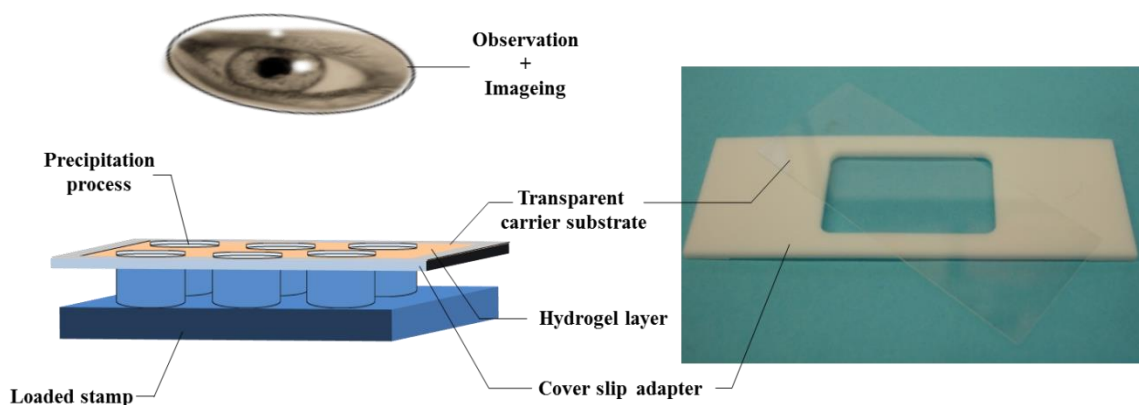 Observation
+
Imageing
Precipitation
process
Transparent
carrier substrate
Hydrogel layer
Loaded stamp
Cover slip adapter